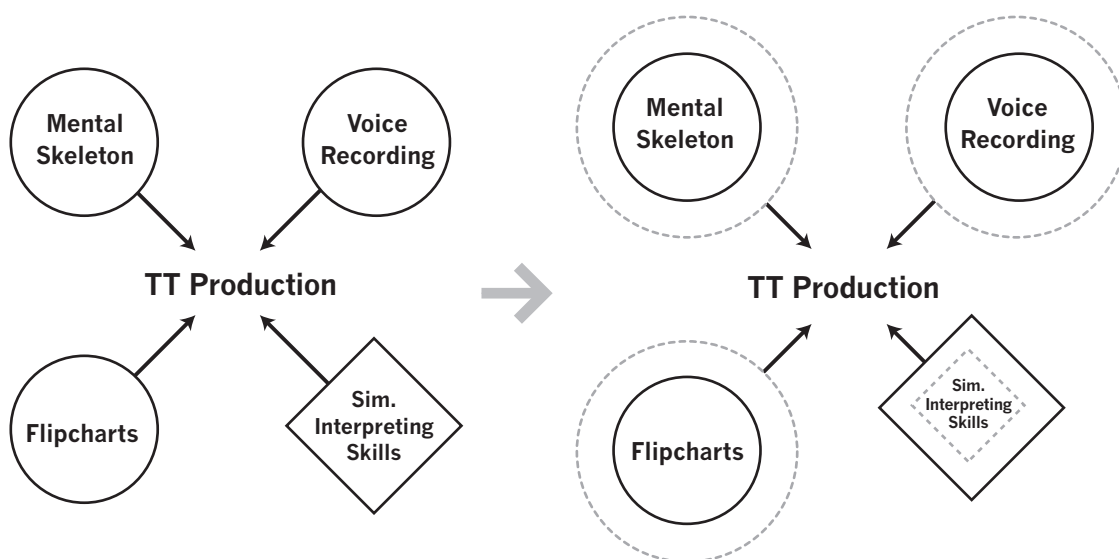 Mental
Skeleton
Voice
Recording
TT Production
Flipcharts
Sim.
Interpreting
Skills
Mental
Skeleton
Voice
Recording
TT Production
Flipcharts
Sim.
Interpreting
Skills